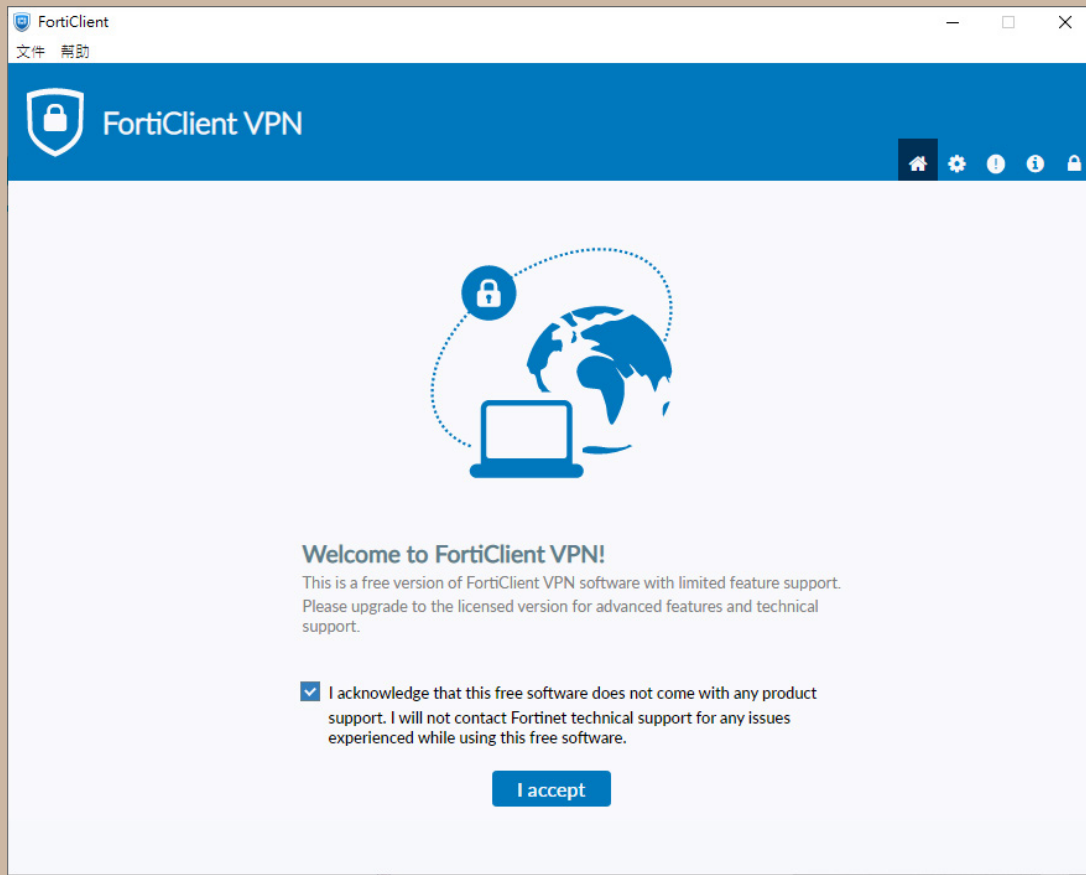 FortiClient
文件 幫助
FortiClient VPN
Welcome to FortiClient VPN!
This is a free version of FortiClient VPN software with limited feature support.
Please upgrade to the licensed version for advanced features and technical
support.
I acknowledge that this free software does not come with any product
support. I will not contact Fortinet technical support for any issues
experienced while using this free software.
I accept